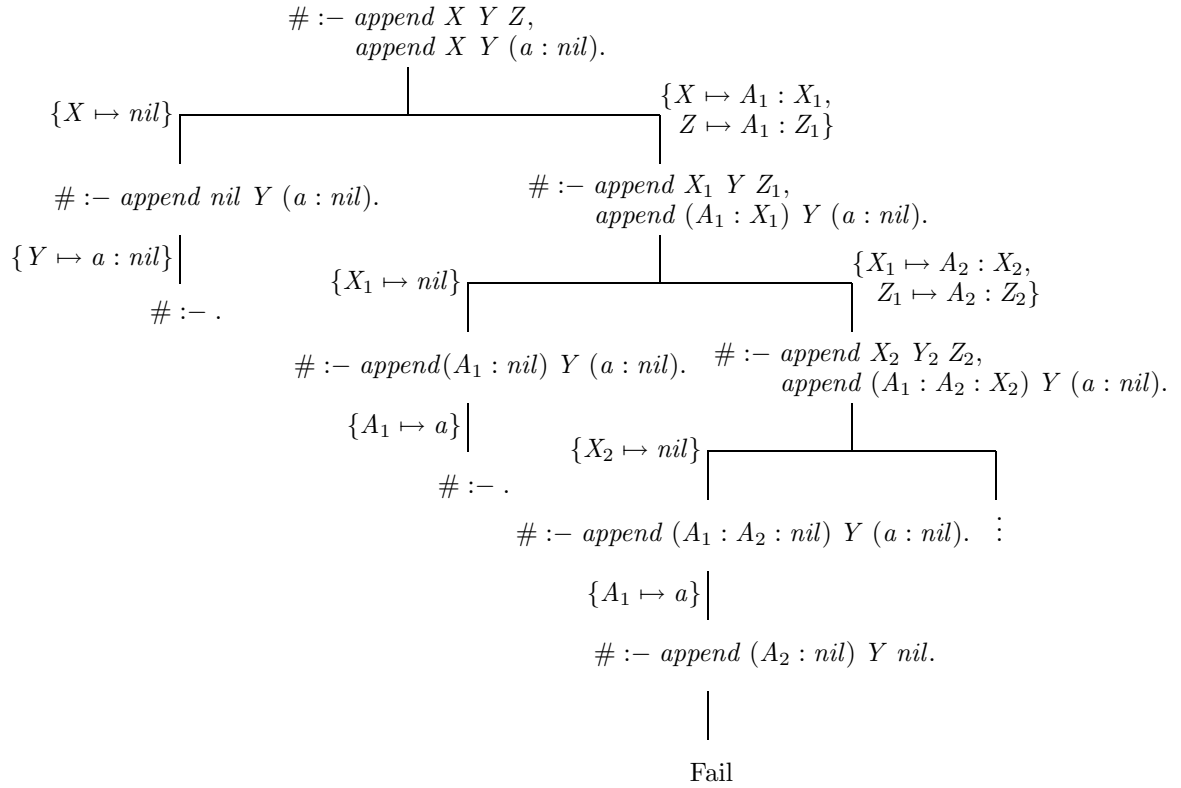 # :− append X Y Z,
append X Y (a : nil).
{X ↦ nil}
{X ↦ A₁ : X₁,
Z ↦ A₁ : Z₁}
# :− append nil Y (a : nil).
# :− append X₁ Y Z₁,
append (A₁ : X₁) Y (a : nil).
{Y ↦ a : nil}
# :− .
{X₁ ↦ nil}
{X₁ ↦ A₂ : X₂,
Z₁ ↦ A₂ : Z₂}
# :− append(A₁ : nil) Y (a : nil).
# :− append X₂ Y₂ Z₂,
append (A₁ : A₂ : X₂) Y (a : nil).
{A₁ ↦ a}
# :− .
{X₂ ↦ nil}
# :− append (A₁ : A₂ : nil) Y (a : nil).
⋮
{A₁ ↦ a}
# :− append (A₂ : nil) Y nil.
Fail